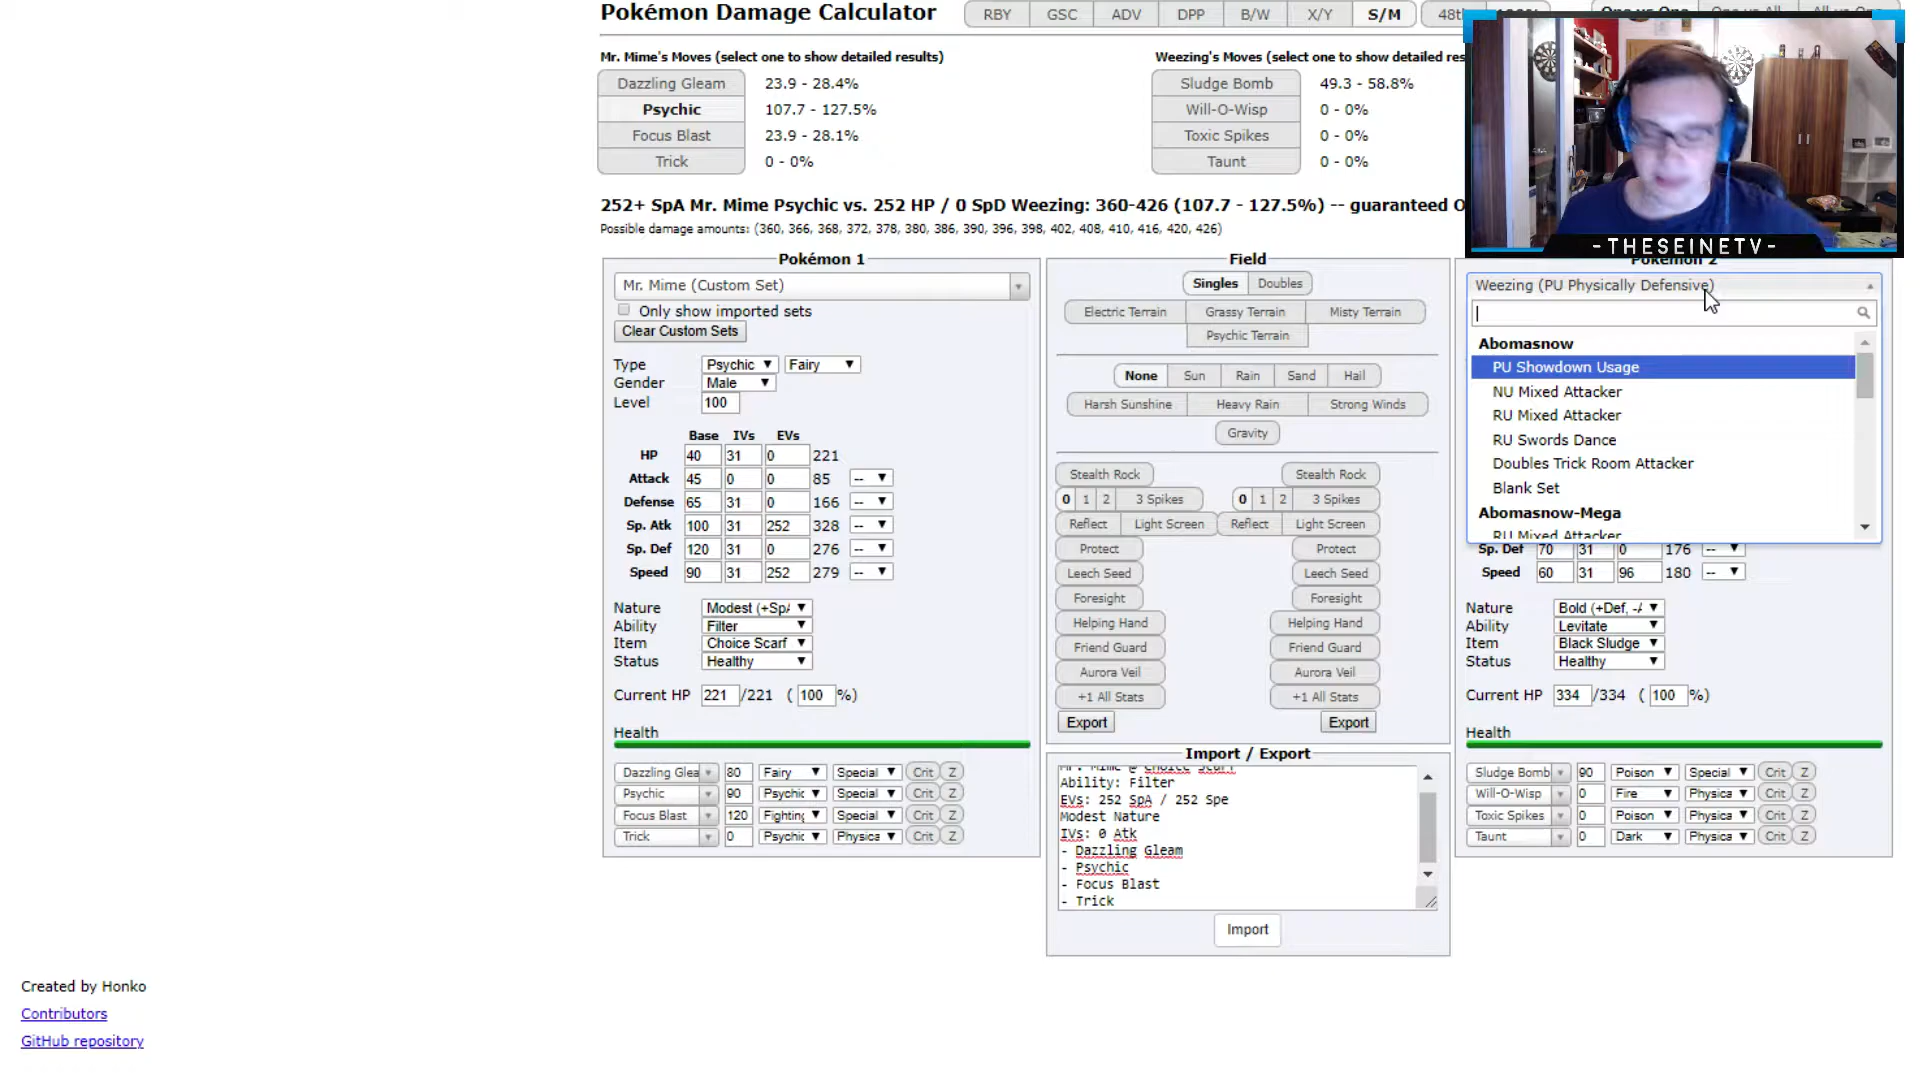 Pokémon Damage Calculator
RBY GSC ADV DPP B/W X/Y S/M 48th
Mr. Mime's Moves (select one to show detailed results)
Dazzling Gleam 23.9 - 28.4%
Psychic 107.7 - 127.5%
Focus Blast 23.9 - 28.1%
Trick 0 - 0%
Weezing's Moves (select one to show detailed res
Sludge Bomb 49.3 - 58.8%
Will-O-Wisp 0 - 0%
Toxic Spikes 0 - 0%
Taunt 0 - 0%
-THESEINETV-
252+ SpA Mr. Mime Psychic vs. 252 HP / 0 SpD Weezing: 360-426 (107.7 - 127.5%) -- guaranteed O
Possible damage amounts: (360, 366, 368, 372, 378, 380, 386, 390, 396, 398, 402, 408, 410, 416, 420, 426)
Pokémon 1
Mr. Mime (Custom Set)
Only show imported sets
Clear Custom Sets
Type Psychic Fairy
Gender Male
Level 100
Base IVs EVs
HP 40 31 0 221
Attack 45 0 0 85 --
Defense 65 31 0 166 --
Sp. Atk 100 31 252 328 --
Sp. Def 120 31 0 276 --
Speed 90 31 252 279 --
Nature Modest (+SpA
Ability Filter
Item Choice Scarf
Status Healthy
Current HP 221 /221 ( 100 %)
Health
Dazzling Glea 80 Fairy Special Crit Z
Psychic 90 Psychic Special Crit Z
Focus Blast 120 Fighting Special Crit Z
Trick 0 Psychic Physica Crit Z
Field
Singles Doubles
Electric Terrain Grassy Terrain Misty Terrain
Psychic Terrain
None Sun Rain Sand Hail
Harsh Sunshine Heavy Rain Strong Winds
Gravity
Stealth Rock Stealth Rock
0 1 2 3 Spikes 0 1 2 3 Spikes
Reflect Light Screen Reflect Light Screen
Protect Protect
Leech Seed Leech Seed
Foresight Foresight
Helping Hand Helping Hand
Friend Guard Friend Guard
Aurora Veil Aurora Veil
+1 All Stats +1 All Stats
Export Export
Import / Export
Mr. Mime @ Choice Scarf
Ability: Filter
EVs: 252 SpA / 252 Spe
Modest Nature
IVs: 0 Atk
- Dazzling Gleam
- Psychic
- Focus Blast
- Trick
Import
Pokémon 2
Weezing (PU Physically Defensive)
Abomasnow
PU Showdown Usage
NU Mixed Attacker
RU Mixed Attacker
RU Swords Dance
Doubles Trick Room Attacker
Blank Set
Abomasnow-Mega
RU Mixed Attacker
Sp. Def 70 31 0 176 --
Speed 60 31 96 180 --
Nature Bold (+Def, -A
Ability Levitate
Item Black Sludge
Status Healthy
Current HP 334 /334 ( 100 %)
Health
Sludge Bomb 90 Poison Special Crit Z
Will-O-Wisp 0 Fire Physica Crit Z
Toxic Spikes 0 Poison Physica Crit Z
Taunt 0 Dark Physica Crit Z
Created by Honko
Contributors
GitHub repository